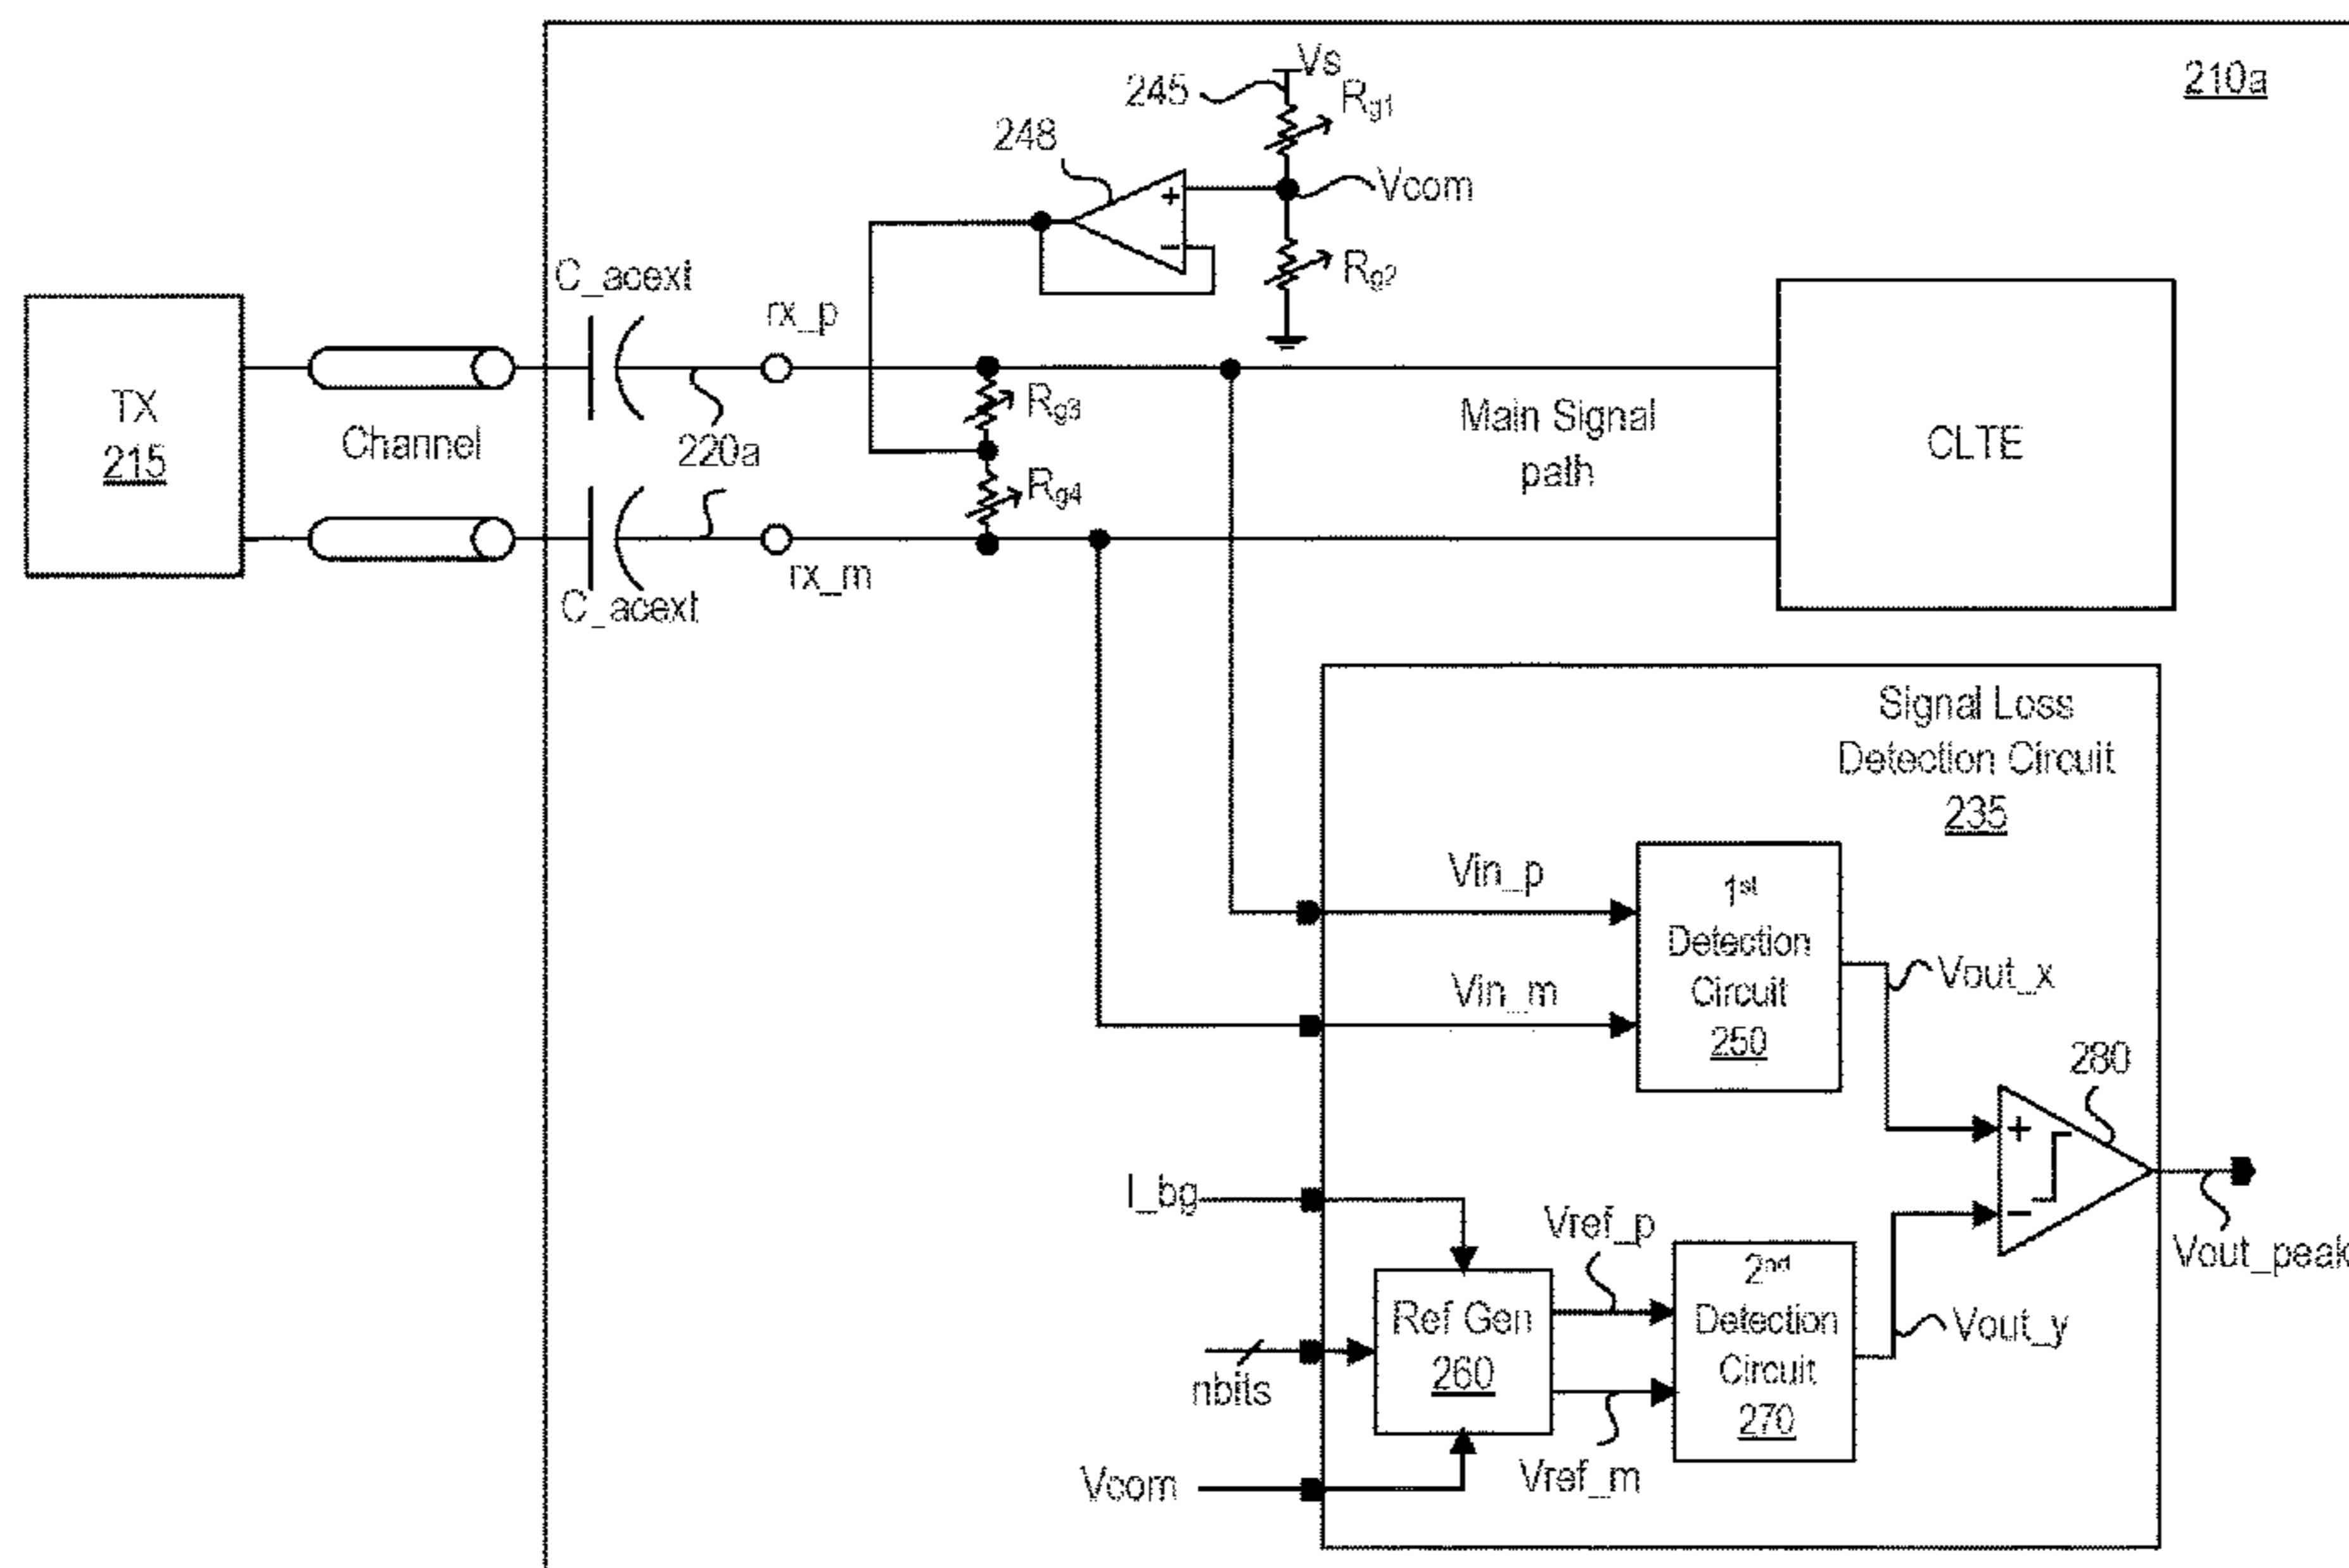 210a
Vs
245
Rg1
248
Vcom
Rg2
C_acext
rx_p
TX
215
Channel
220a
Rg3
Rg4
Main Signal
path
CLTE
rx_m
C_acext
Signal Loss
Detection Circuit
235
Vin_p
1st
Detection
Circuit
250
Vin_m
Vout_x
280
+
−
I_bg
Vref_p
Vout_peak
nbits
Ref Gen
260
2nd
Detection
Circuit
270
Vout_y
Vref_m
Vcom